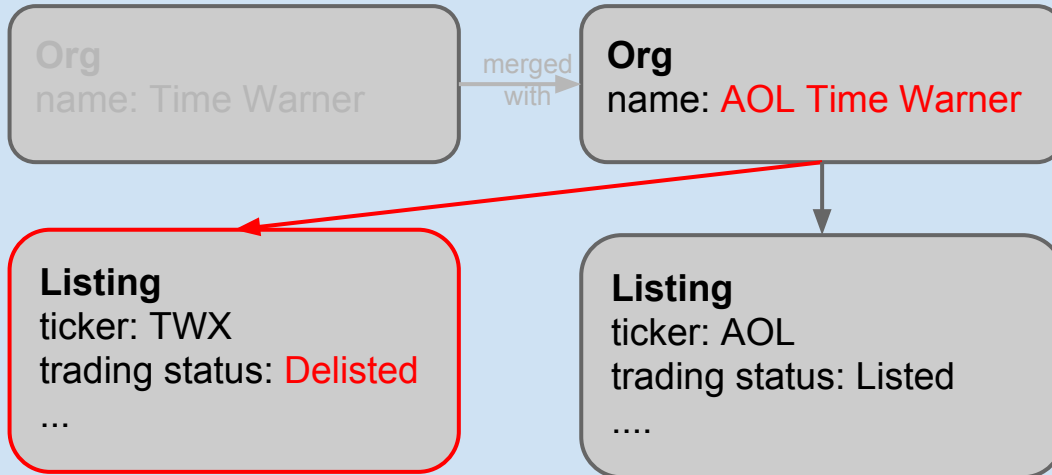 Org
name: Time Warner
merged
with
Org
name: AOL Time Warner
Listing
ticker: TWX
trading status: Delisted
...
Listing
ticker: AOL
trading status: Listed
....